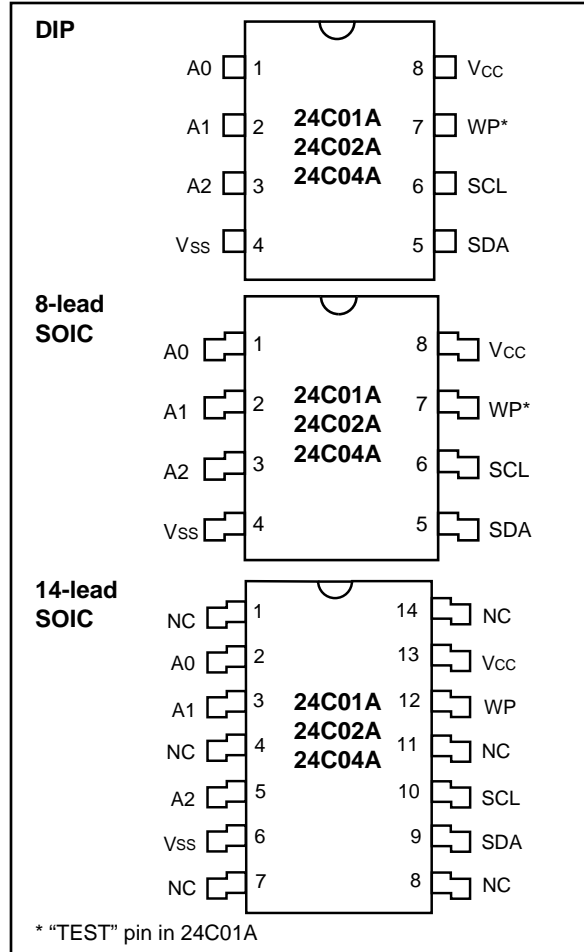 DIP
A0 1 8 VCC
A1 2 24C01A 7 WP*
24C02A
A2 3 24C04A 6 SCL
VSS 4 5 SDA
8-lead
SOIC
A0 1 8 VCC
A1 2 24C01A 7 WP*
24C02A
A2 3 24C04A 6 SCL
VSS 4 5 SDA
14-lead
SOIC
NC 1 14 NC
A0 2 13 VCC
A1 3 24C01A 12 WP
24C02A
NC 4 24C04A 11 NC
A2 5 10 SCL
VSS 6 9 SDA
NC 7 8 NC
* “TEST” pin in 24C01A